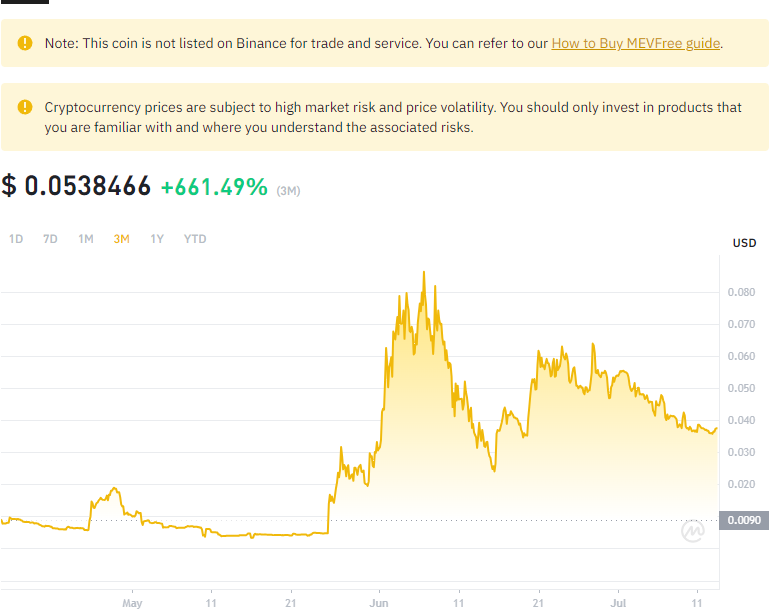 Note: This coin is not listed on Binance for trade and service. You can refer to our How to Buy MEVFree guide.
Cryptocurrency prices are subject to high market risk and price volatility. You should only invest in products that
you are familiar with and where you understand the associated risks.
$ 0.0538466 +661.49% (3M)
1D 7D 1M 3M 1Y YTD
USD
0.080
0.070
0.060
0.050
0.040
0.030
0.020
0.0090
May 11 21 Jun 11 21 Jul 11